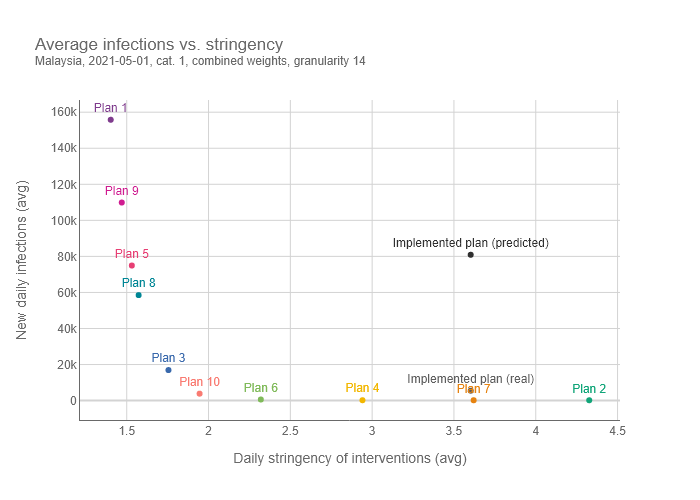 Average infections vs. stringency
Malaysia, 2021-05-01, cat. 1, combined weights, granularity 14
New daily infections (avg)
160k
140k
120k
100k
80k
60k
40k
20k
0
Plan 1
Plan 9
Plan 5
Plan 8
Plan 3
Plan 10
Plan 6
Plan 4
Implemented plan (predicted)
Implemented plan (real)
Plan 7
Plan 2
1.5
2
2.5
3
3.5
4
4.5
Daily stringency of interventions (avg)